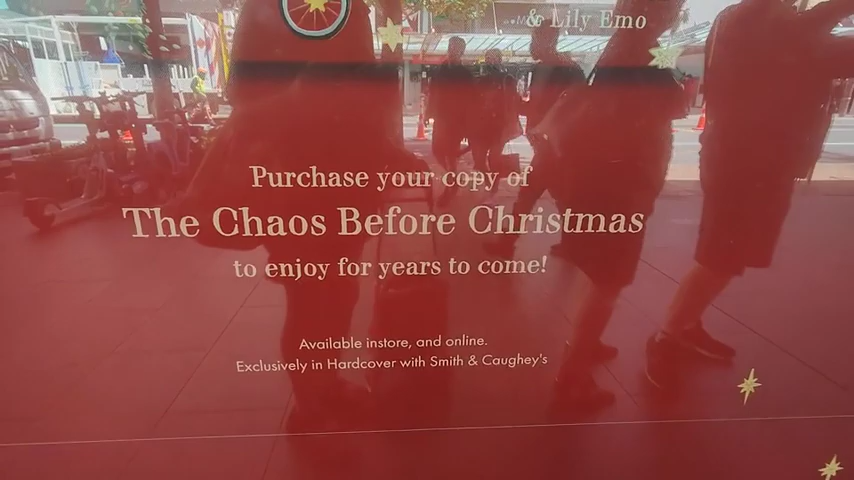 & Lily Emo
Purchase your copy of
The Chaos Before Christmas
to enjoy for years to come!
Available instore, and online.
Exclusively in Hardcover with Smith & Caughey's